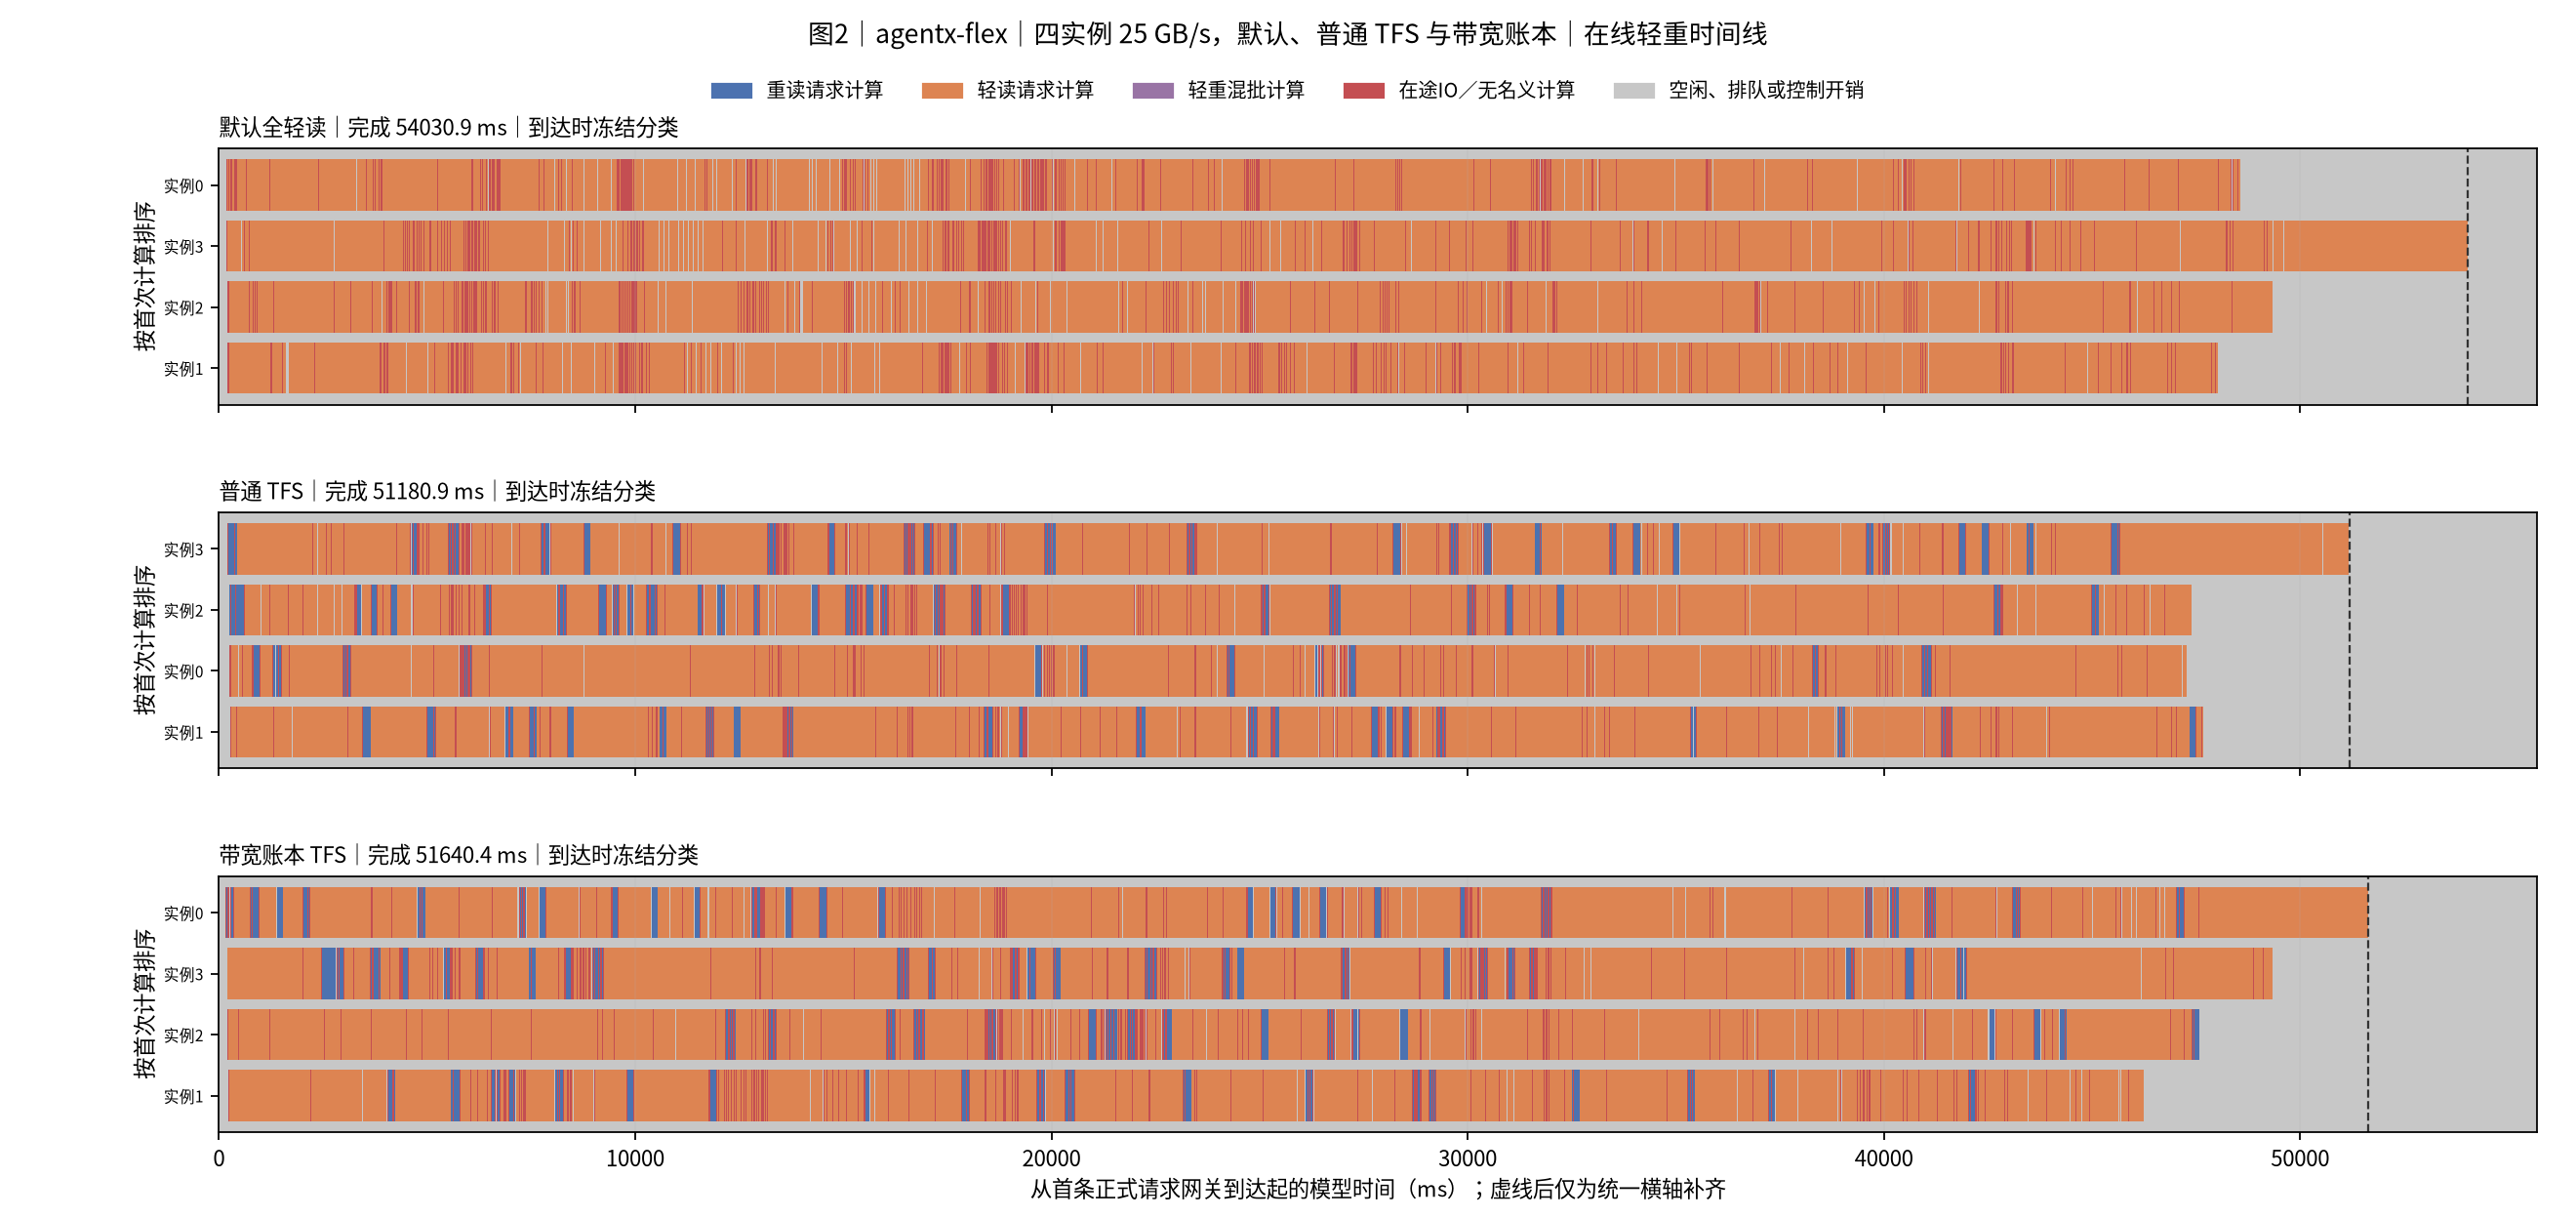 图2｜agentx-flex｜四实例 25 GB/s，默认、普通 TFS 与带宽账本｜在线轻重时间线
重读请求计算 轻读请求计算 轻重混批计算 在途IO／无名义计算 空闲、排队或控制开销
默认全轻读｜完成 54030.9 ms｜到达时冻结分类
按首次计算排序
实例0
实例3
实例2
实例1
普通 TFS｜完成 51180.9 ms｜到达时冻结分类
按首次计算排序
实例3
实例2
实例0
实例1
带宽账本 TFS｜完成 51640.4 ms｜到达时冻结分类
按首次计算排序
实例0
实例3
实例2
实例1
0 10000 20000 30000 40000 50000
从首条正式请求网关到达起的模型时间（ms）；虚线后仅为统一横轴补齐